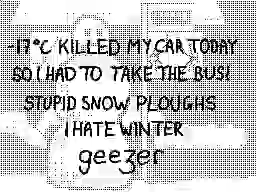 -17°C KILLED MY CAR TODAY
SO I HAD TO TAKE THE BUS!
STUPID SNOW PLOUGHS
I HATE WINTER
geezer